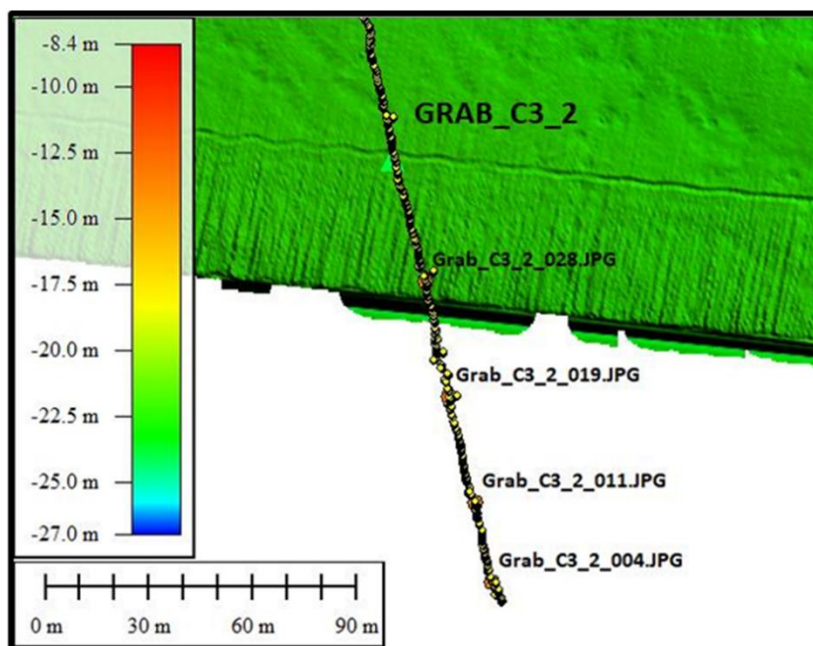 -8.4 m
-10.0 m
-12.5 m
-15.0 m
-17.5 m
-20.0 m
-22.5 m
-25.0 m
-27.0 m
GRAB_C3_2
Grab_C3_2_028.JPG
Grab_C3_2_019.JPG
Grab_C3_2_011.JPG
Grab_C3_2_004.JPG
0 m 30 m 60 m 90 m